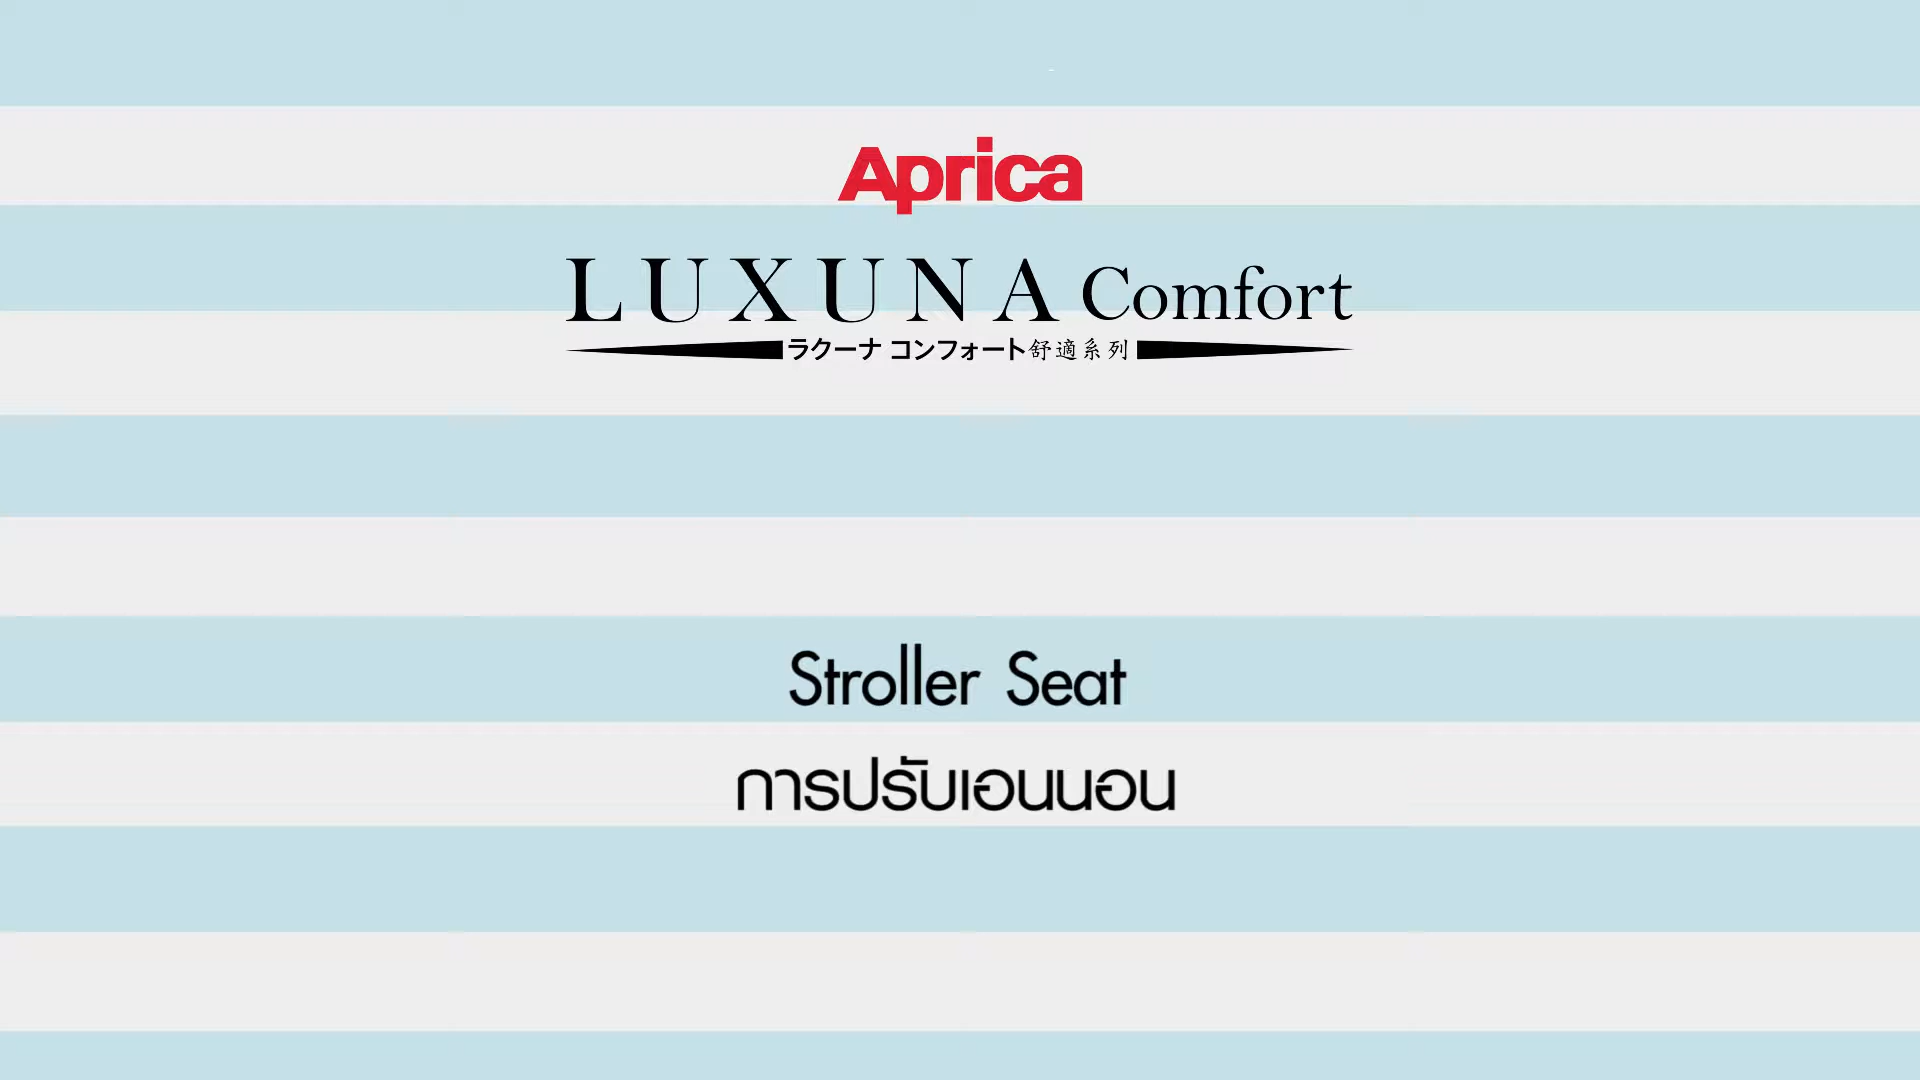 Aprica
LUXUNA Comfort
ラクーナ コンフォート舒適系列
Stroller Seat
การปรับเอนนอน